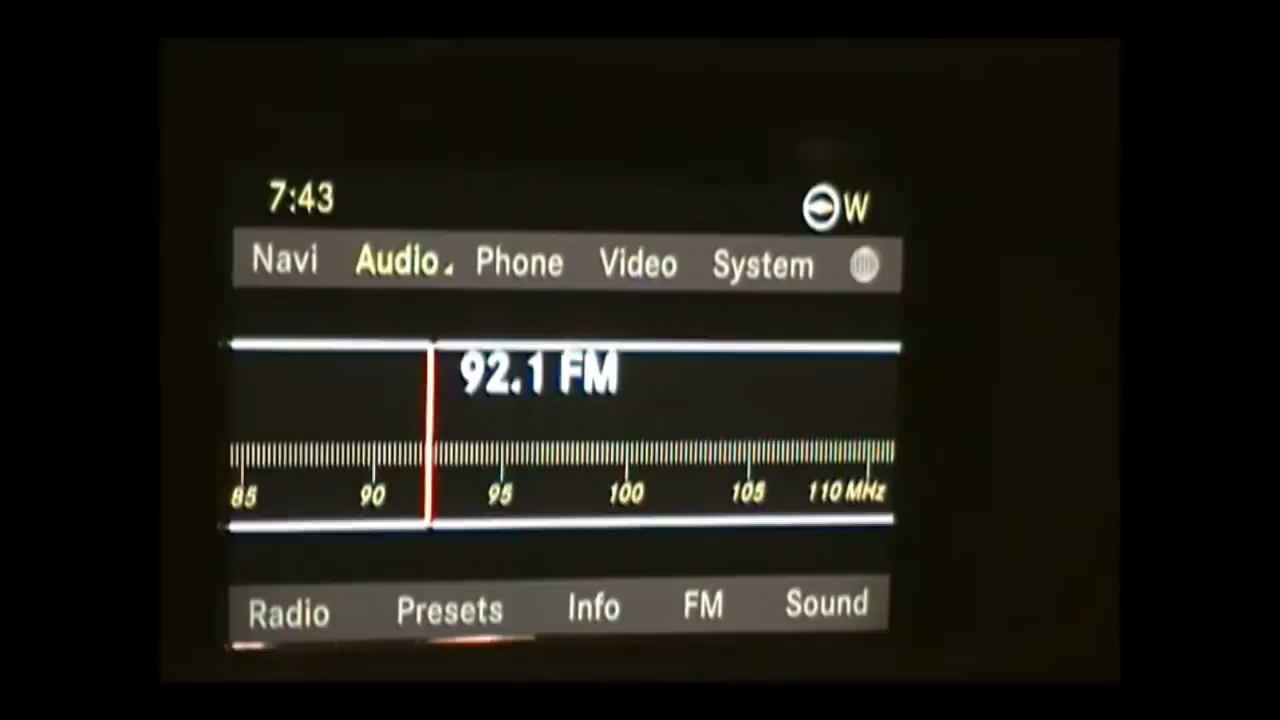 7:43 W
Navi Audio Phone Video System
92.1 FM
85 90 95 100 105 110 MHz
Radio Presets Info FM Sound